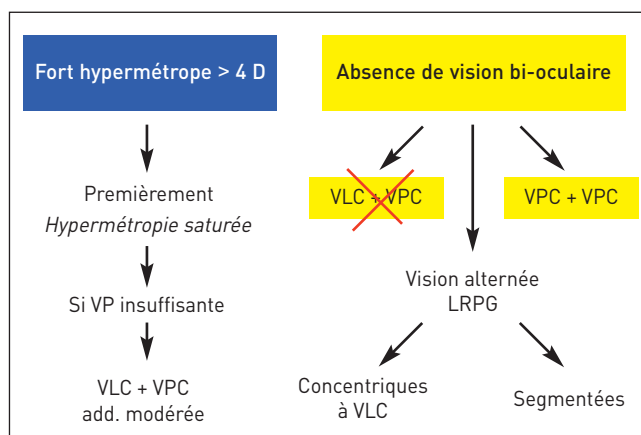 Fort hypermétrope > 4 D
Premièrement
Hypermétropie saturée
Si VP insuffisante
VLC + VPC
add. modérée
Absence de vision bi-oculaire
VLC + VPC
VPC + VPC
Vision alternée
LRPG
Concentriques
à VLC
Segmentées